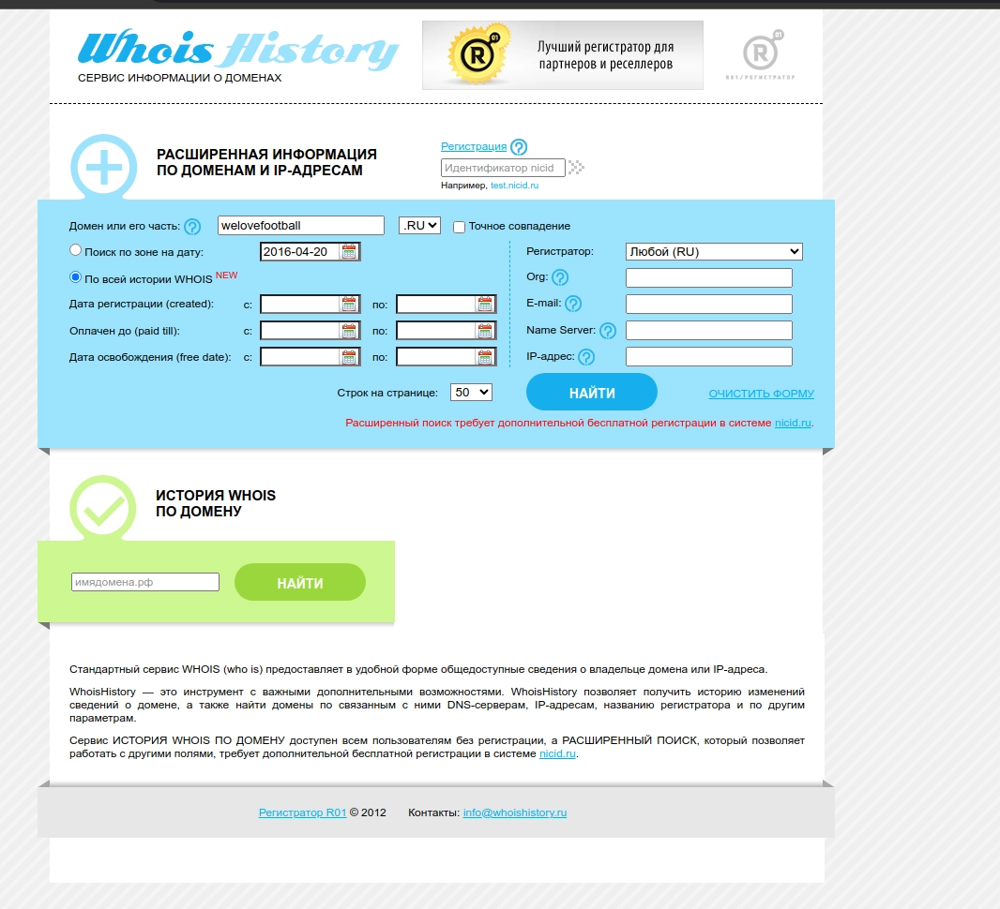 Whois History
СЕРВИС ИНФОРМАЦИИ О ДОМЕНАХ
R 01
Лучший регистратор для
партнеров и реселлеров
R 01
R01/РЕГИСТРАТОР
РАСШИРЕННАЯ ИНФОРМАЦИЯ
ПО ДОМЕНАМ И IP-АДРЕСАМ
Регистрация ?
Идентификатор nicid
Например, test.nicid.ru
Домен или его часть: ? welovefootball .RU Точное совпадение
Поиск по зоне на дату: 2016-04-20
По всей истории WHOIS NEW
Дата регистрации (created): с: по:
Оплачен до (paid till): с: по:
Дата освобождения (free date): с: по:
Регистратор: Любой (RU)
Org: ?
E-mail: ?
Name Server: ?
IP-адрес: ?
Строк на странице: 50 НАЙТИ ОЧИСТИТЬ ФОРМУ
Расширенный поиск требует дополнительной бесплатной регистрации в системе nicid.ru.
ИСТОРИЯ WHOIS
ПО ДОМЕНУ
имядомена.рф НАЙТИ
Стандартный сервис WHOIS (who is) предоставляет в удобной форме общедоступные сведения о владельце домена или IP-адреса.
WhoisHistory — это инструмент с важными дополнительными возможностями. WhoisHistory позволяет получить историю изменений
сведений о домене, а также найти домены по связанным с ними DNS-серверам, IP-адресам, названию регистратора и по другим
параметрам.
Сервис ИСТОРИЯ WHOIS ПО ДОМЕНУ доступен всем пользователям без регистрации, а РАСШИРЕННЫЙ ПОИСК, который позволяет
работать с другими полями, требует дополнительной бесплатной регистрации в системе nicid.ru.
Регистратор R01 © 2012 Контакты: info@whoishistory.ru